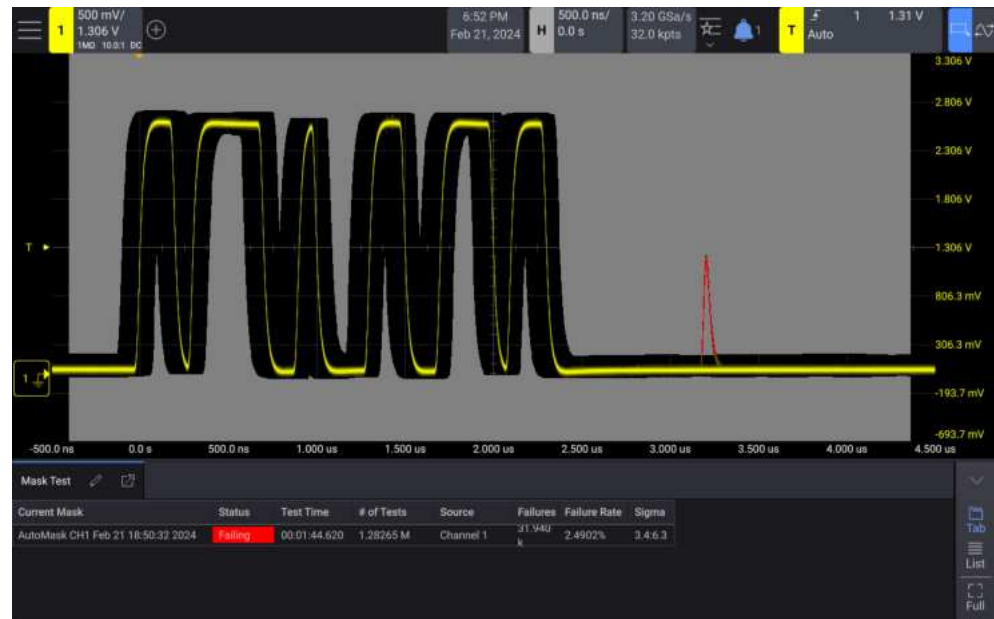 1 500 mV/ 6:52 PM H 500.0 ns/ 3.20 GSa/s 1 T 1 1.31 V
1.306 V Feb 21, 2024 0.0 s 32.0 kpts Auto
1MΩ 10.0:1 DC
3.306 V
2.806 V
2.306 V
1.806 V
T 1.306 V
806.3 mV
306.3 mV
1
-193.7 mV
-693.7 mV
-500.0 ns 0.0 s 500.0 ns 1.000 us 1.500 us 2.000 us 2.500 us 3.000 us 3.500 us 4.000 us 4.500 us
Mask Test
Current Mask Status Test Time # of Tests Source Failures Failure Rate Sigma
AutoMask CH1 Feb 21 18:50:32 2024 Failing 00:01:44.620 1.28265 M Channel 1 31.940 k 2.4902% 3.4:6.3
Tab
List
Full